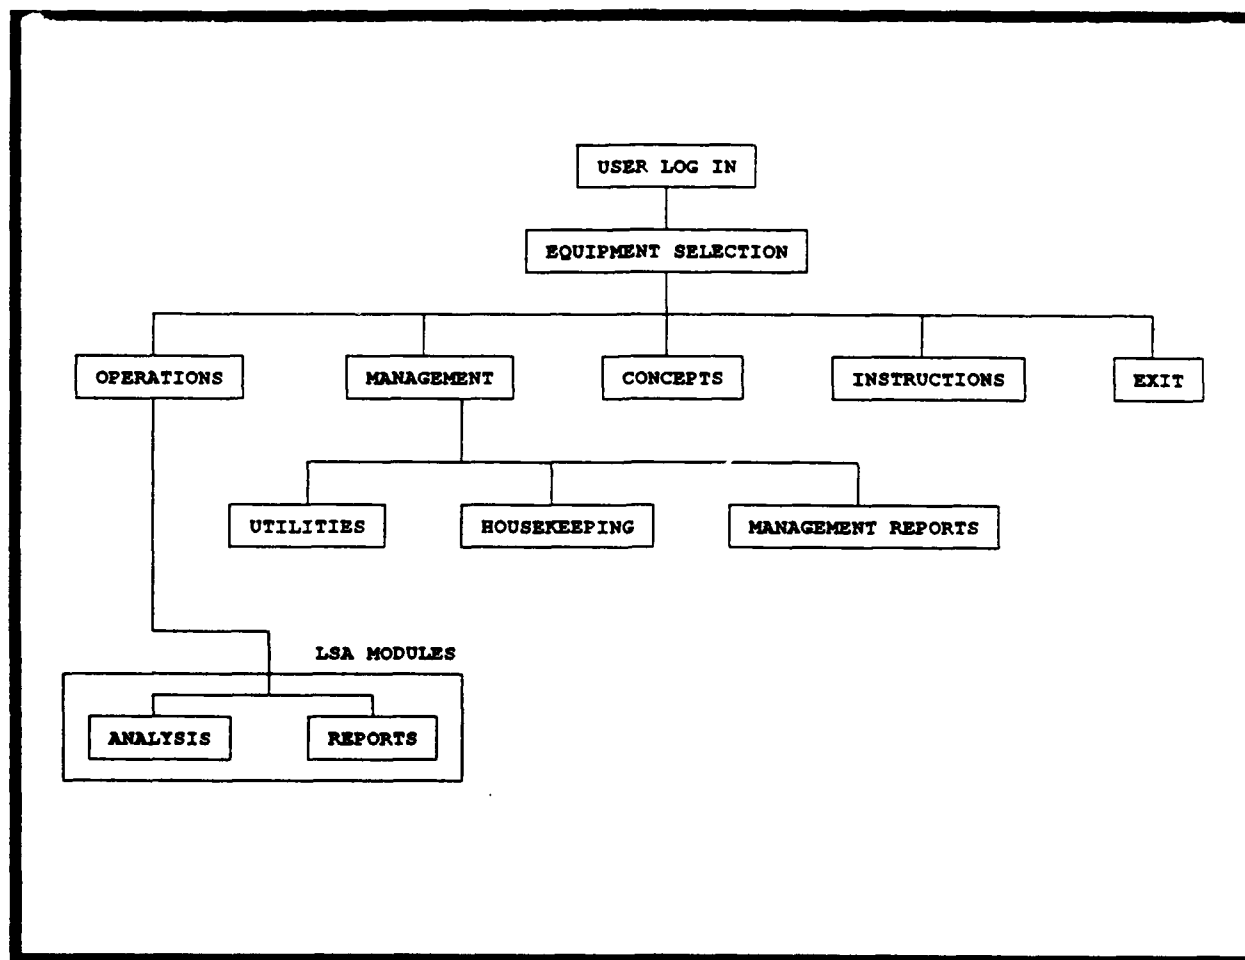 USER LOG IN
EQUIPMENT SELECTION
OPERATIONS
MANAGEMENT
CONCEPTS
INSTRUCTIONS
EXIT
UTILITIES
HOUSEKEEPING
MANAGEMENT REPORTS
LSA MODULES
ANALYSIS
REPORTS